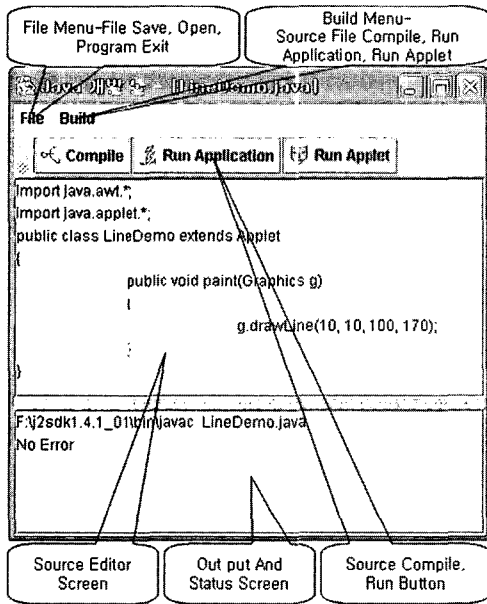 File Menu-File Save, Open,
Program Exit
Build Menu-
Source File Compile, Run
Application, Run Applet
Java [LineDemo.java]
File Build
Compile Run Application Run Applet
Import java.awt.*;
Import java.applet.*;
public class LineDemo extends Applet
{
public void paint(Graphics g)
{
g.drawLine(10, 10, 100, 170);
}
}
F:\j2sdk1.4.1_01\bin\javac LineDemo.java
No Error
Source Editor
Screen
Out put And
Status Screen
Source Compile,
Run Button